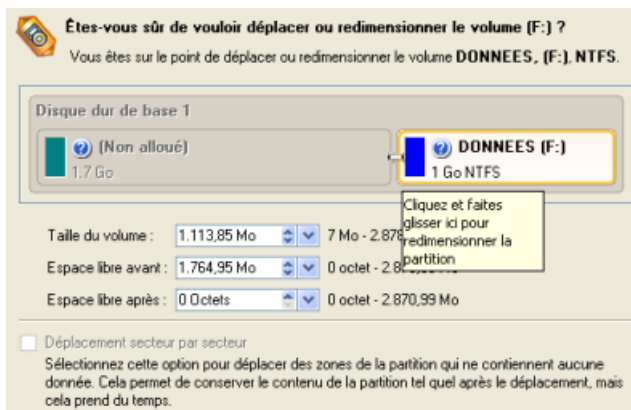 Êtes-vous sûr de vouloir déplacer ou redimensionner le volume (F:) ?
Vous êtes sur le point de déplacer ou redimensionner le volume DONNEES, (F:), NTFS.
Disque dur de base 1
(Non alloué)
1.7 Go
DONNEES (F:)
1 Go NTFS
Cliquez et faites
glisser ici pour
redimensionner la
partition
Taille du volume : 1.113,85 Mo 7 Mo - 2.878
Espace libre avant : 1.764,95 Mo 0 octet - 2.8
Espace libre après : 0 Octets 0 octet - 2.870,99 Mo
Déplacement secteur par secteur
Sélectionnez cette option pour déplacer des zones de la partition qui ne contiennent aucune
donnée. Cela permet de conserver le contenu de la partition tel quel après le déplacement, mais
cela prend du temps.